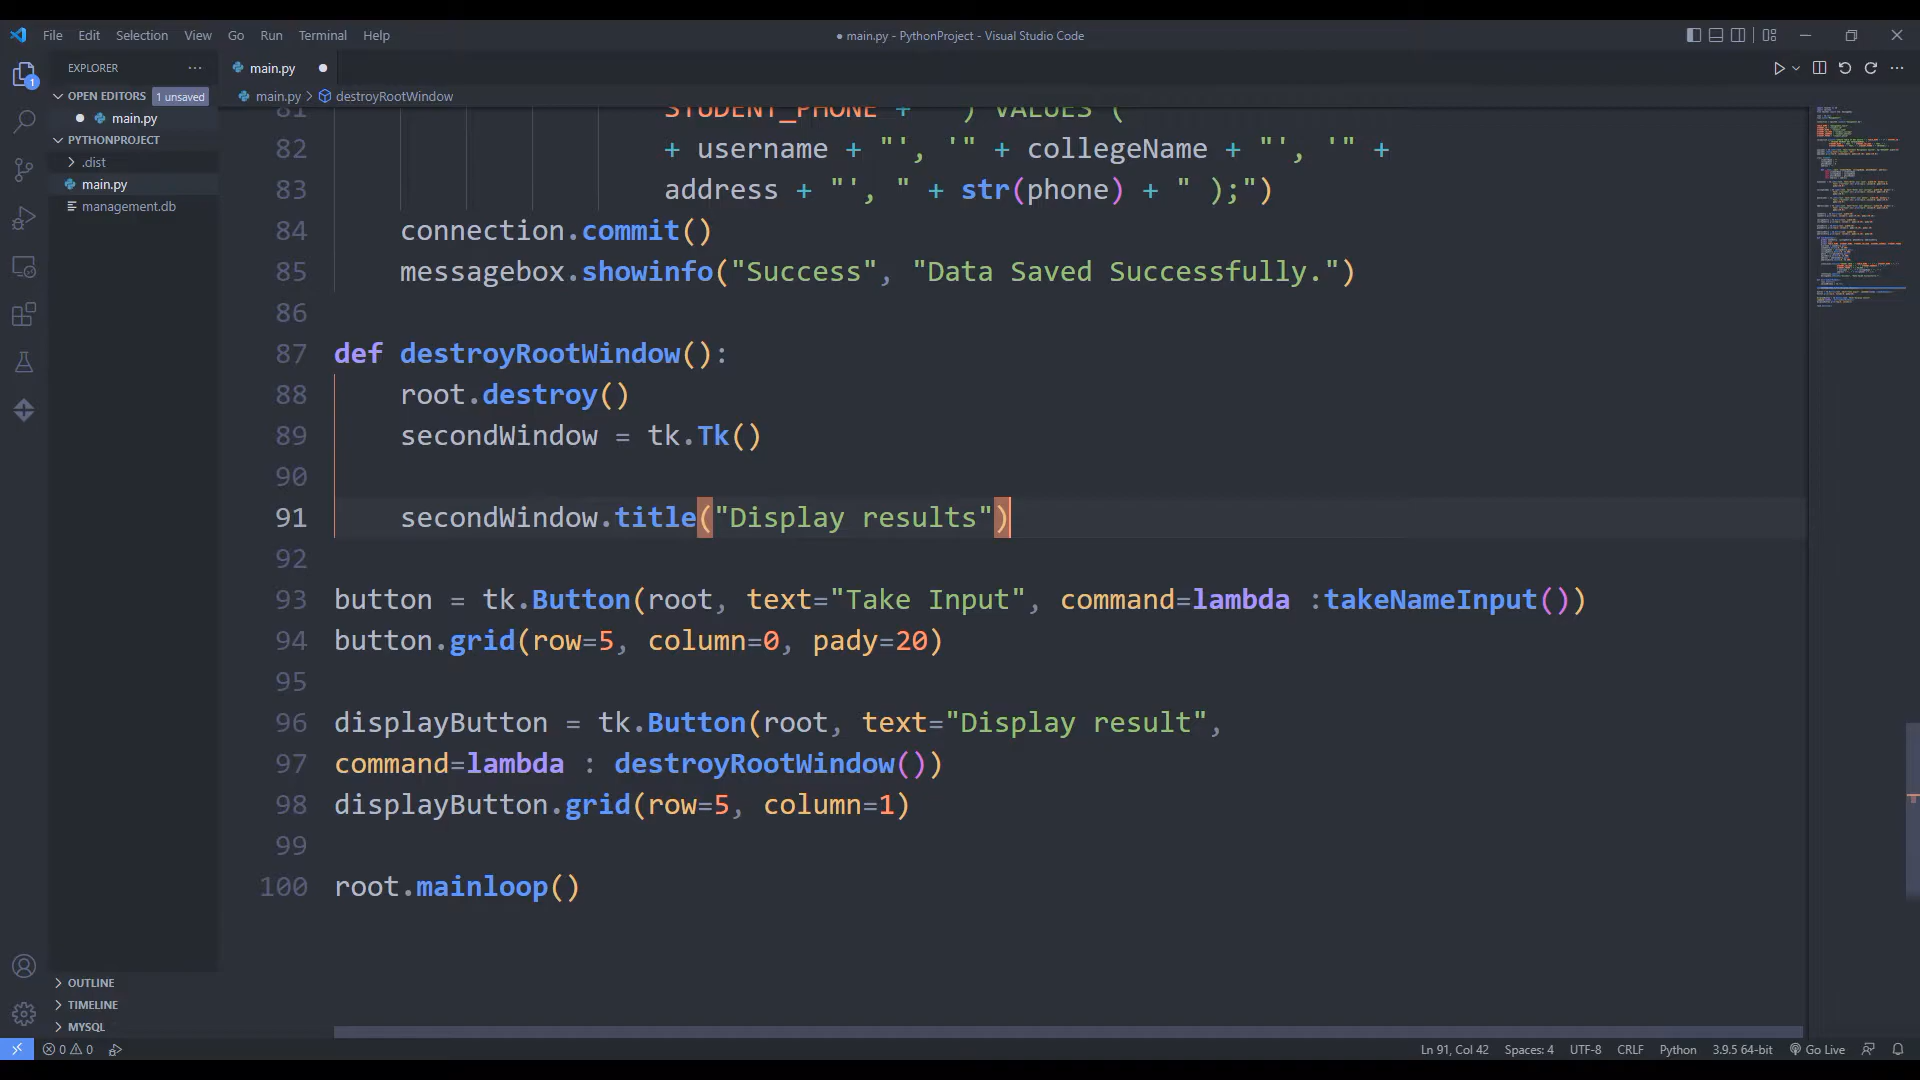 File Edit Selection View Go Run Terminal Help
● main.py - PythonProject - Visual Studio Code
EXPLORER
OPEN EDITORS 1 unsaved
main.py
PYTHONPROJECT
.dist
main.py
management.db
OUTLINE
TIMELINE
MYSQL
1
main.py
main.py > destroyRootWindow
81 STUDENT_PHONE + " ) VALUES (
82 + username + "', '" + collegeName + "', '" +
83 address + "', " + str(phone) + " );")
84 connection.commit()
85 messagebox.showinfo("Success", "Data Saved Successfully.")
86
87 def destroyRootWindow():
88 root.destroy()
89 secondWindow = tk.Tk()
90
91 secondWindow.title("Display results")
92
93 button = tk.Button(root, text="Take Input", command=lambda :takeNameInput())
94 button.grid(row=5, column=0, pady=20)
95
96 displayButton = tk.Button(root, text="Display result",
97 command=lambda : destroyRootWindow())
98 displayButton.grid(row=5, column=1)
99
100 root.mainloop()
0 0
Ln 91, Col 42 Spaces: 4 UTF-8 CRLF Python 3.9.5 64-bit Go Live